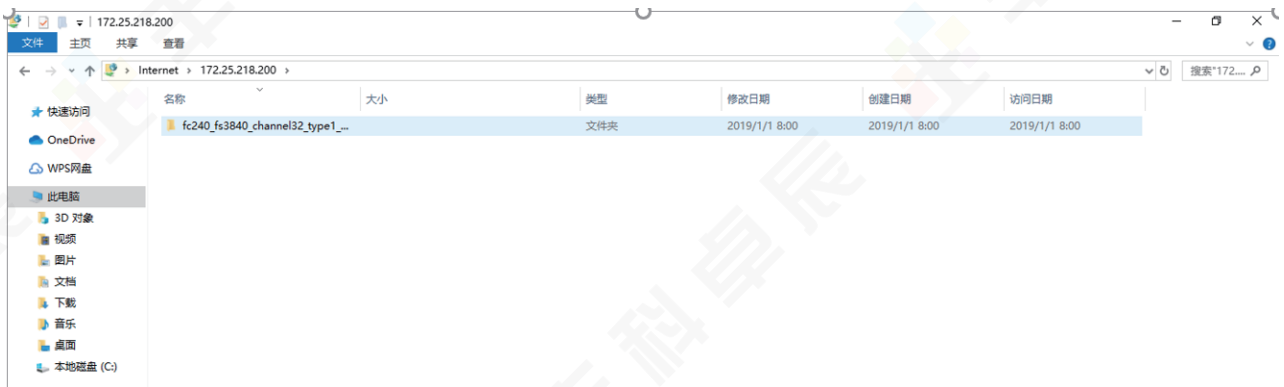 172.25.218.200
文件 主页 共享 查看
Internet 172.25.218.200 搜索"172....
名称 大小 类型 修改日期 创建日期 访问日期
fc240_fs3840_channel32_type1_... 文件夹 2019/1/1 8:00 2019/1/1 8:00 2019/1/1 8:00
快速访问
OneDrive
WPS网盘
此电脑
3D 对象
视频
图片
文档
下载
音乐
桌面
本地磁盘 (C:)
科卓辰